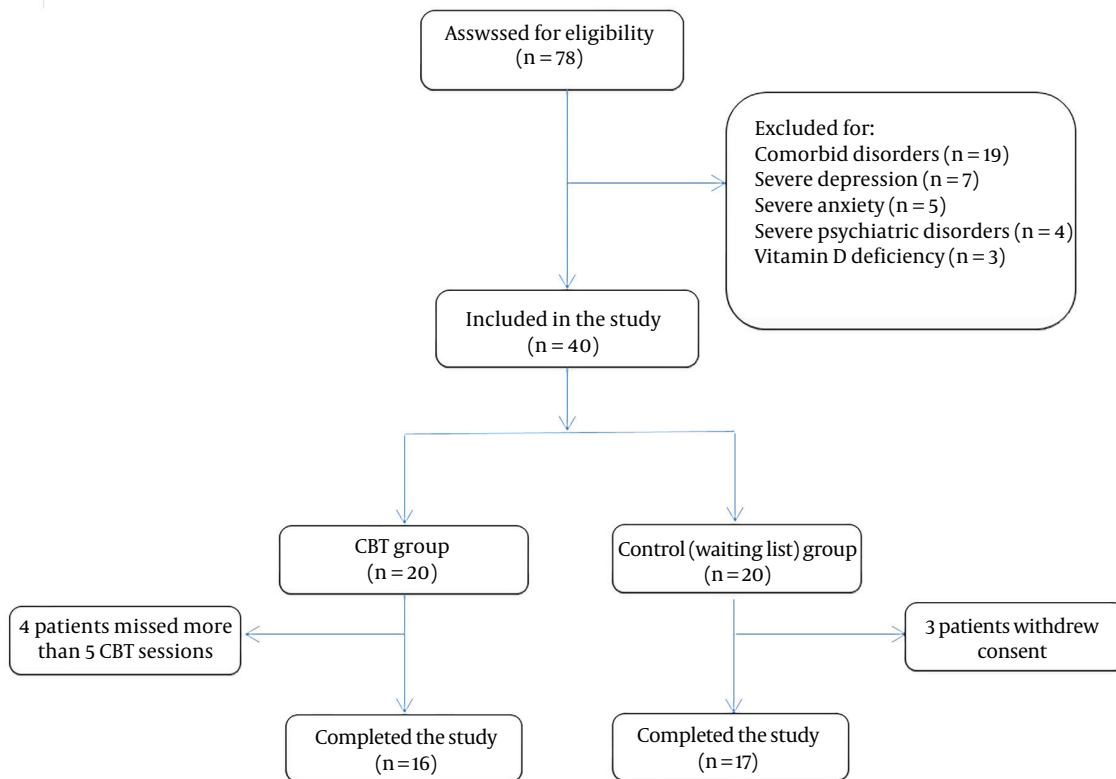 Asswssed for eligibility
(n = 78)
Excluded for:
Comorbid disorders (n = 19)
Severe depression (n = 7)
Severe anxiety (n = 5)
Severe psychiatric disorders (n = 4)
Vitamin D deficiency (n = 3)
Included in the study
(n = 40)
CBT group
(n = 20)
Control (waiting list) group
(n = 20)
4 patients missed more
than 5 CBT sessions
3 patients withdrew
consent
Completed the study
(n = 16)
Completed the study
(n = 17)